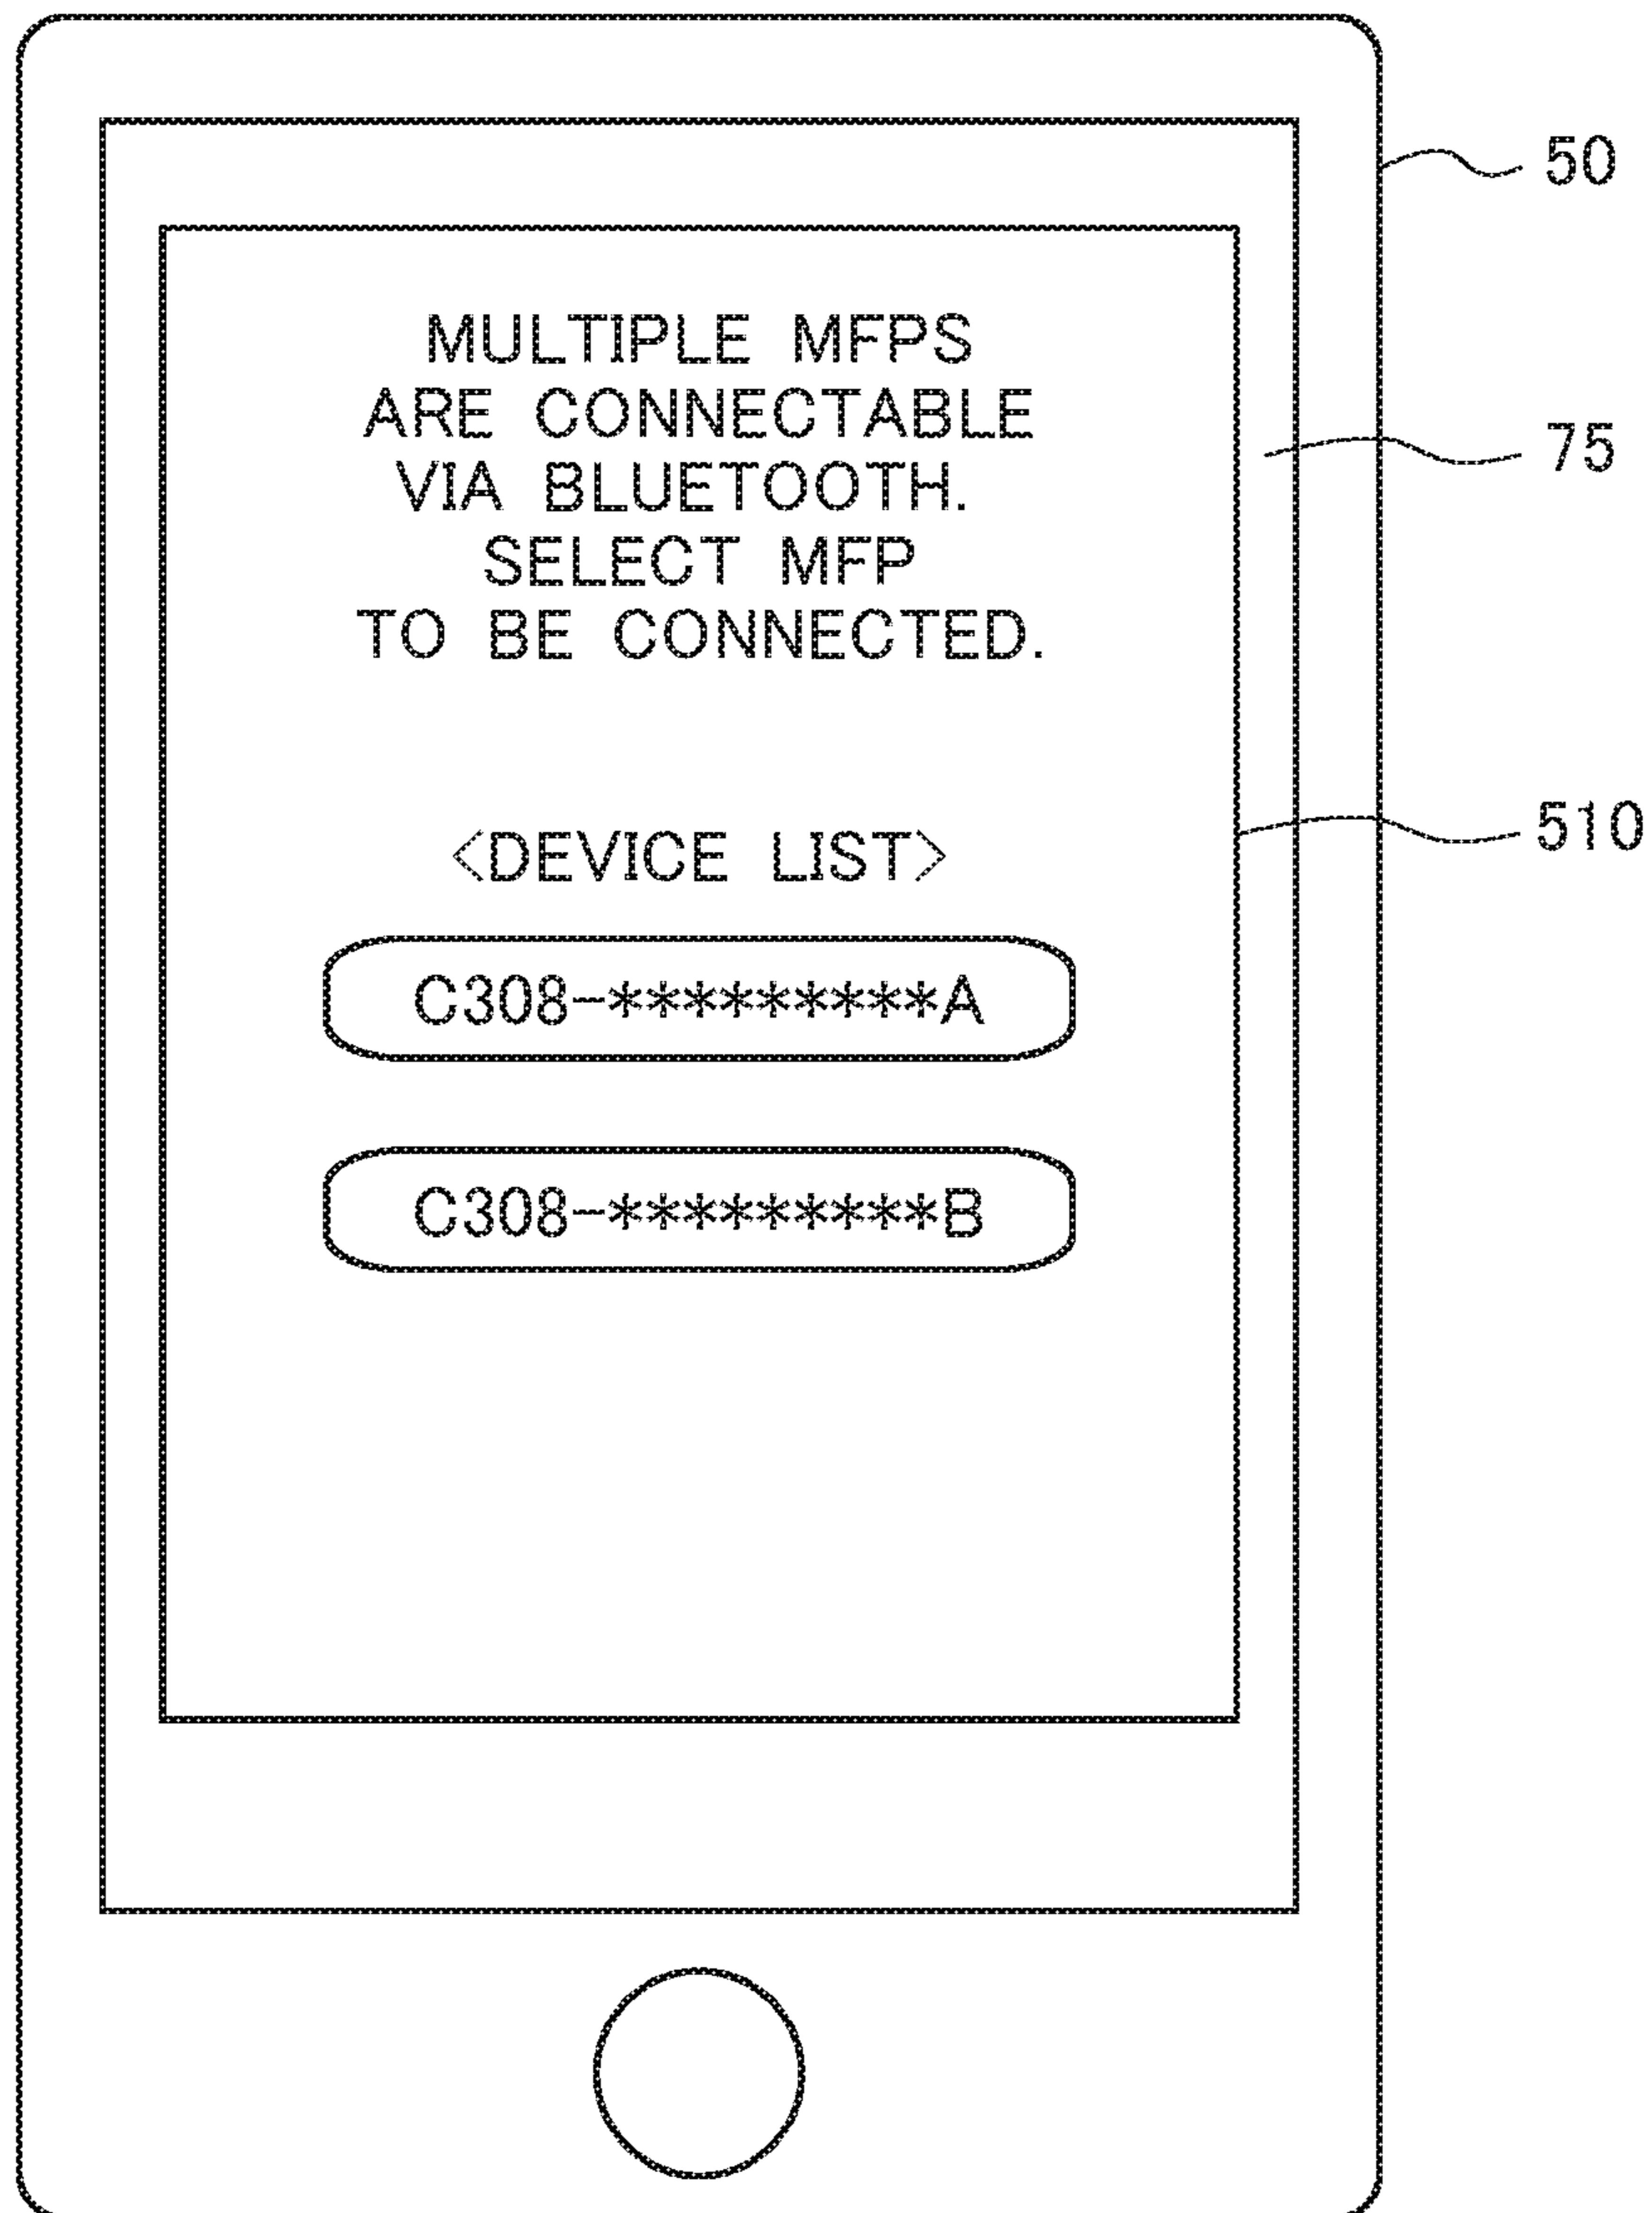 50
MULTIPLE MFPS
ARE CONNECTABLE
75
VIA BLUETOOTH.
SELECT MFP
TO BE CONNECTED.
510
<DEVICE LIST>
C308-*********A
C308-*********B